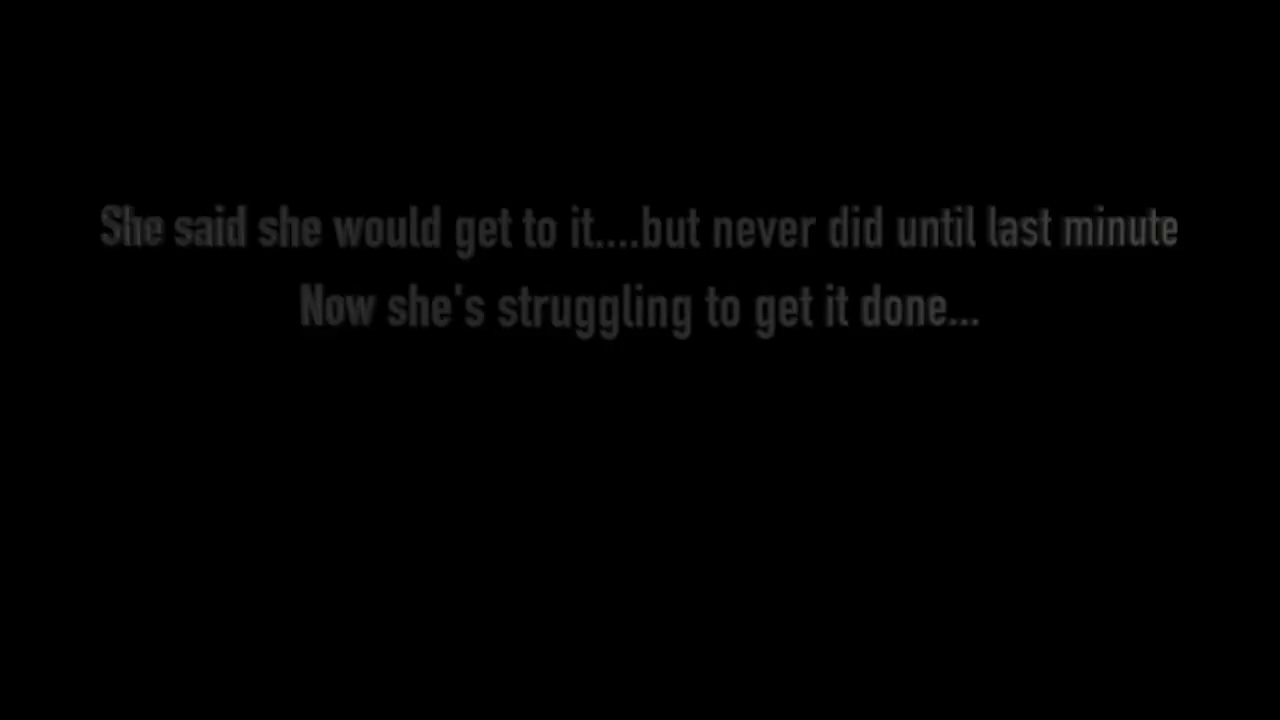 She said she would get to it....but never did until last minute
Now she's struggling to get it done...